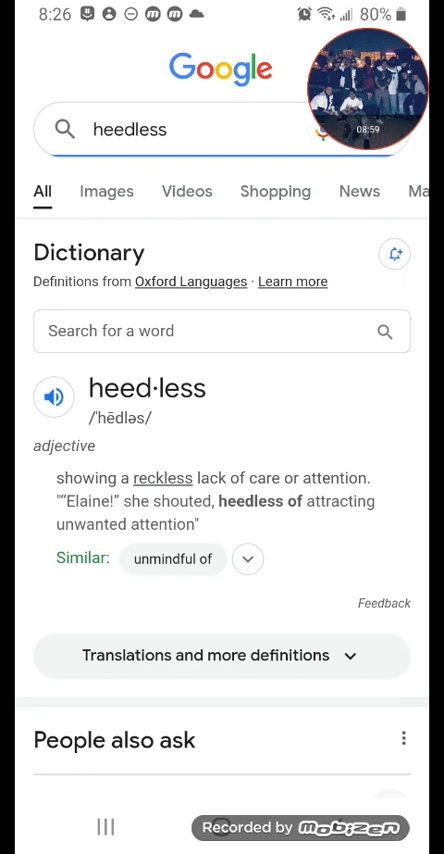 8:26
80%
Google
heedless
08:59
All Images Videos Shopping News Ma
Dictionary
Definitions from Oxford Languages · Learn more
Search for a word
heed·less
/ˈhēdləs/
adjective
showing a reckless lack of care or attention.
"“Elaine!” she shouted, heedless of attracting
unwanted attention"
Similar: unmindful of
Feedback
Translations and more definitions
People also ask
Recorded by MOBIZEN